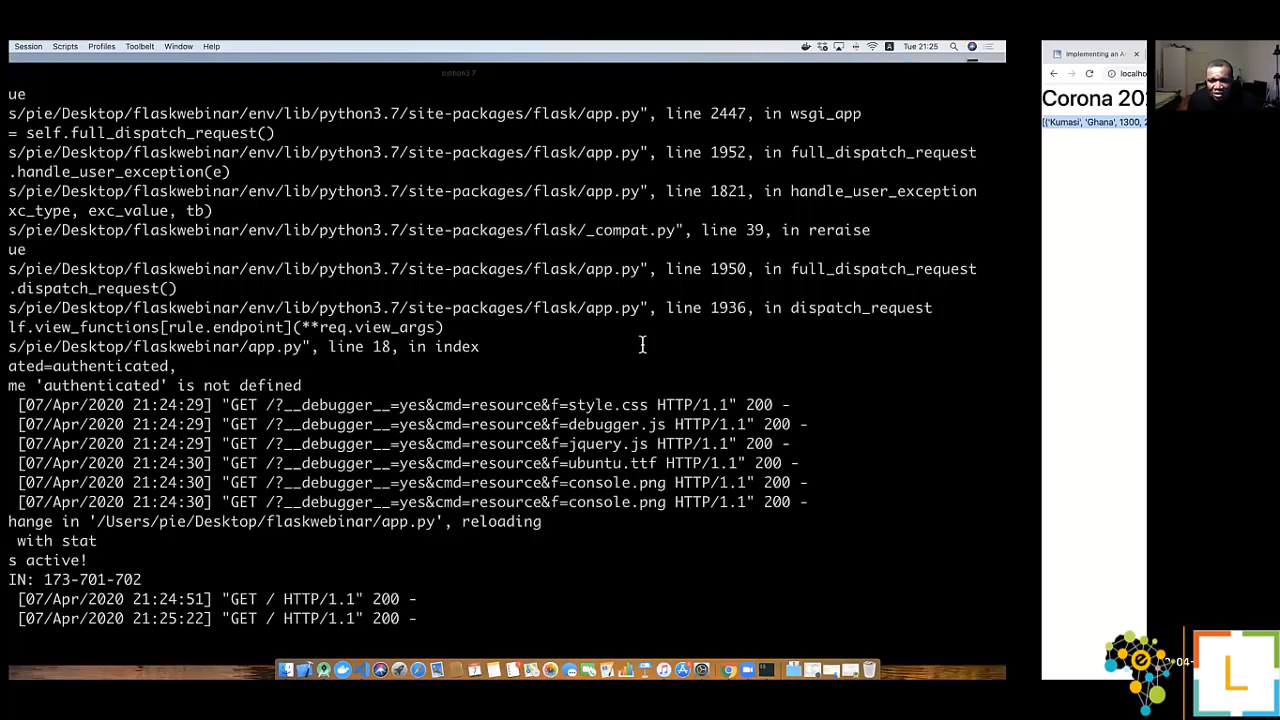 Session Scripts Profiles Toolbelt Window Help
Tue 21:25
python3.7
ue
s/pie/Desktop/flaskwebinar/env/lib/python3.7/site-packages/flask/app.py", line 2447, in wsgi_app
= self.full_dispatch_request()
s/pie/Desktop/flaskwebinar/env/lib/python3.7/site-packages/flask/app.py", line 1952, in full_dispatch_request
.handle_user_exception(e)
s/pie/Desktop/flaskwebinar/env/lib/python3.7/site-packages/flask/app.py", line 1821, in handle_user_exception
xc_type, exc_value, tb)
s/pie/Desktop/flaskwebinar/env/lib/python3.7/site-packages/flask/_compat.py", line 39, in reraise
ue
s/pie/Desktop/flaskwebinar/env/lib/python3.7/site-packages/flask/app.py", line 1950, in full_dispatch_request
.dispatch_request()
s/pie/Desktop/flaskwebinar/env/lib/python3.7/site-packages/flask/app.py", line 1936, in dispatch_request
lf.view_functions[rule.endpoint](**req.view_args)
s/pie/Desktop/flaskwebinar/app.py", line 18, in index
ated=authenticated,
me 'authenticated' is not defined
[07/Apr/2020 21:24:29] "GET /?__debugger__=yes&cmd=resource&f=style.css HTTP/1.1" 200 -
[07/Apr/2020 21:24:29] "GET /?__debugger__=yes&cmd=resource&f=debugger.js HTTP/1.1" 200 -
[07/Apr/2020 21:24:29] "GET /?__debugger__=yes&cmd=resource&f=jquery.js HTTP/1.1" 200 -
[07/Apr/2020 21:24:30] "GET /?__debugger__=yes&cmd=resource&f=ubuntu.ttf HTTP/1.1" 200 -
[07/Apr/2020 21:24:30] "GET /?__debugger__=yes&cmd=resource&f=console.png HTTP/1.1" 200 -
[07/Apr/2020 21:24:30] "GET /?__debugger__=yes&cmd=resource&f=console.png HTTP/1.1" 200 -
hange in '/Users/pie/Desktop/flaskwebinar/app.py', reloading
with stat
s active!
IN: 173-701-702
[07/Apr/2020 21:24:51] "GET / HTTP/1.1" 200 -
[07/Apr/2020 21:25:22] "GET / HTTP/1.1" 200 -
Implementing an A
localho
Corona 20
[('Kumasi', 'Ghana', 1300, 2
04
L